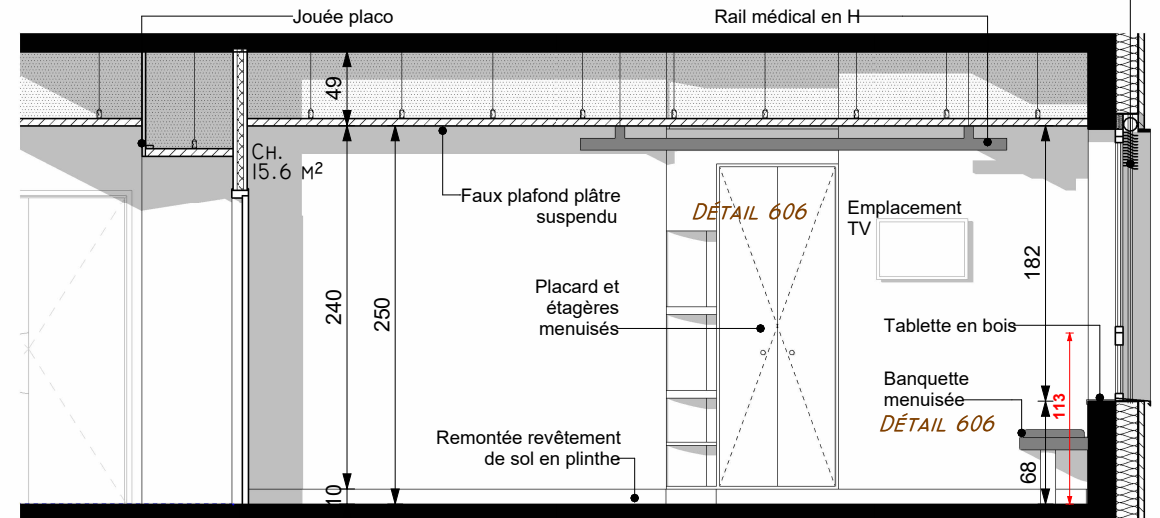 Jouée placo
Rail médical en H
49
CH.
15.6 M²
Faux plafond plâtre
suspendu
DÉTAIL 606
Emplacement
TV
182
240
250
Placard et
étagères
menuisés
Tablette en bois
113
Banquette
menuisée
DÉTAIL 606
Remontée revêtement
de sol en plinthe
68
10